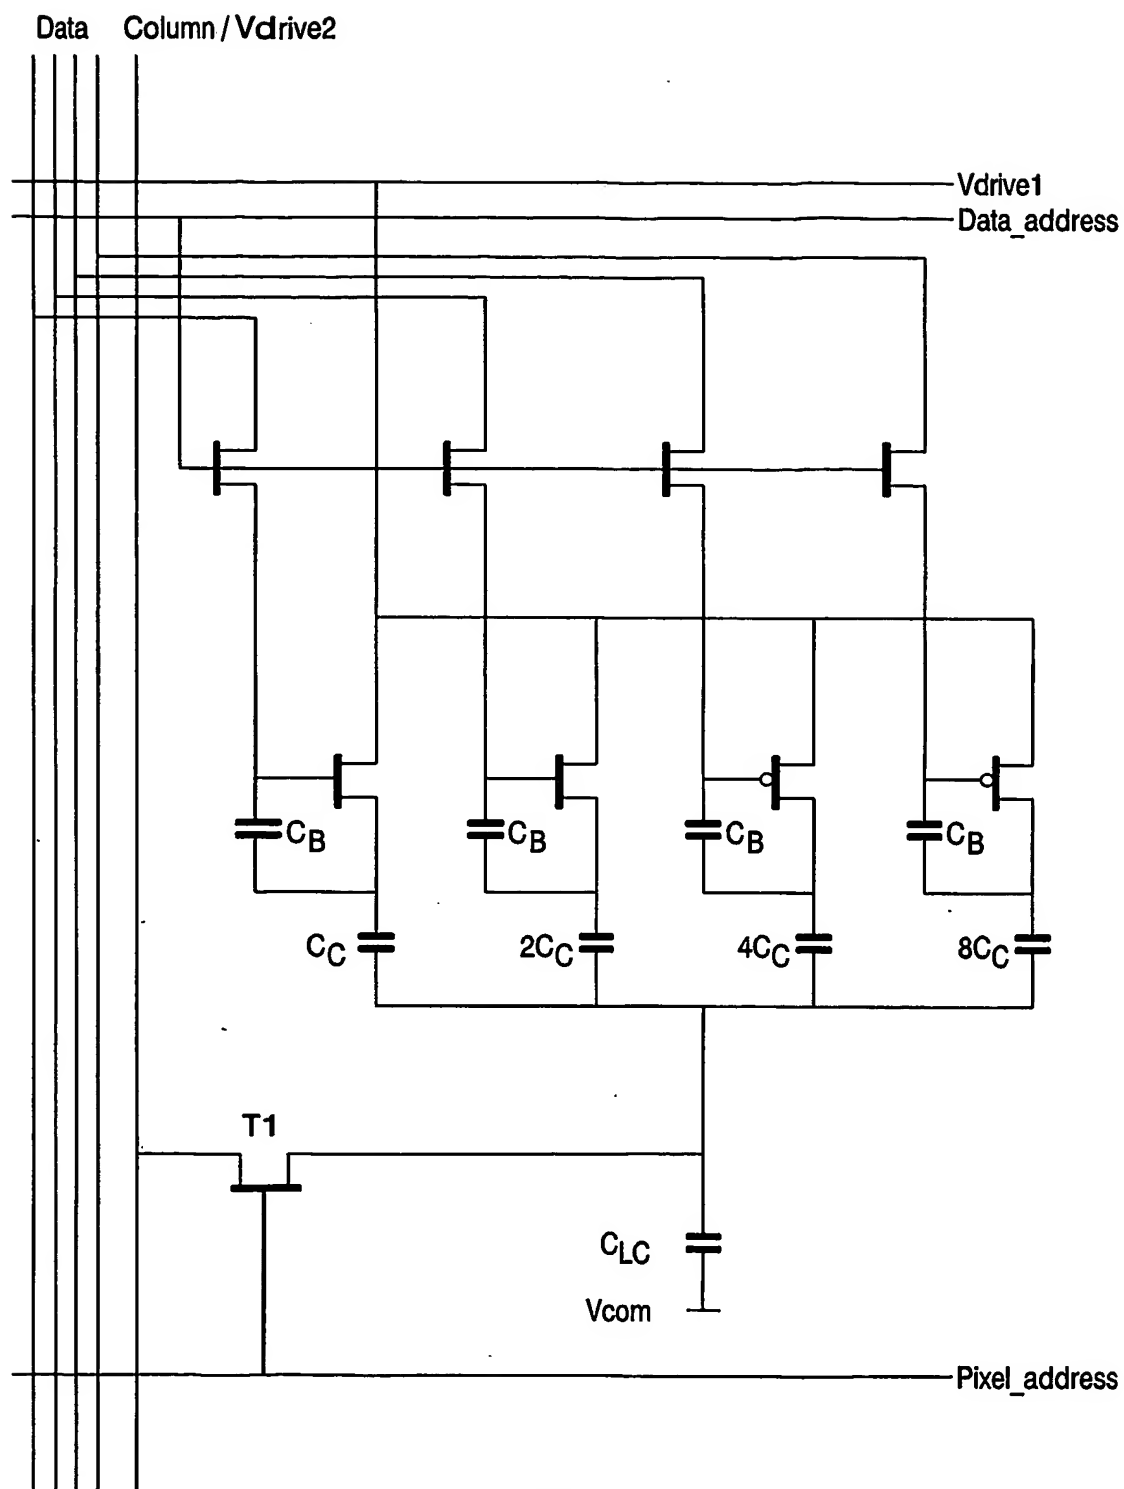 Data Column / Vdrive2
Vdrive1
Data_address
CB CB CB CB
CC 2CC 4CC 8CC
T1
CLC
Vcom
Pixel_address